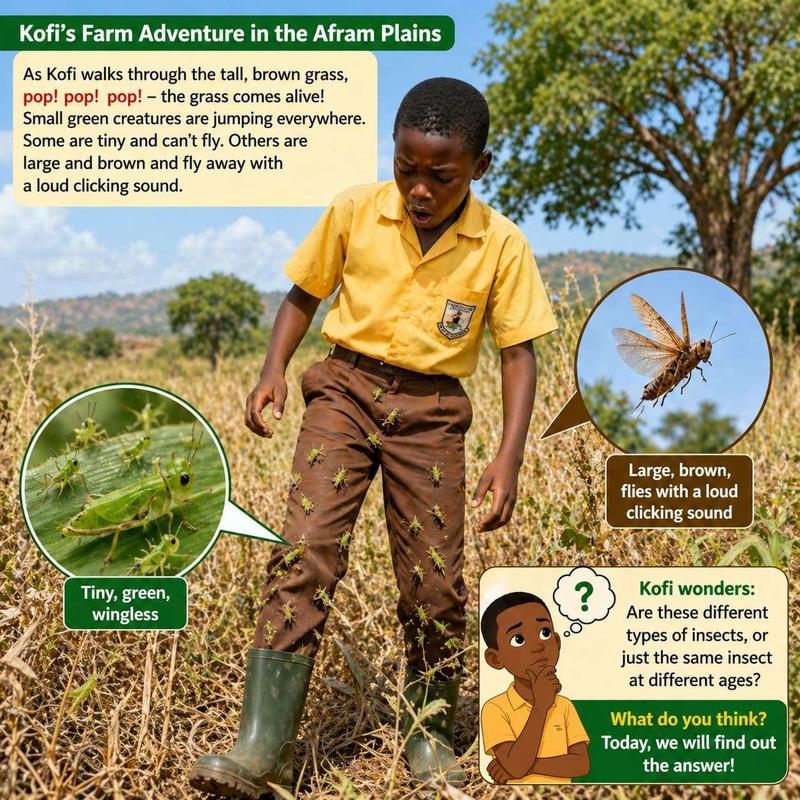 Kofi's Farm Adventure in the Afram Plains
As Kofi walks through the tall, brown grass,
pop! pop! pop! – the grass comes alive!
Small green creatures are jumping everywhere.
Some are tiny and can't fly. Others are
large and brown and fly away with
a loud clicking sound.
Large, brown,
flies with a loud
clicking sound
Tiny, green,
wingless
?
Kofi wonders:
Are these different
types of insects, or
just the same insect
at different ages?
What do you think?
Today, we will find out
the answer!